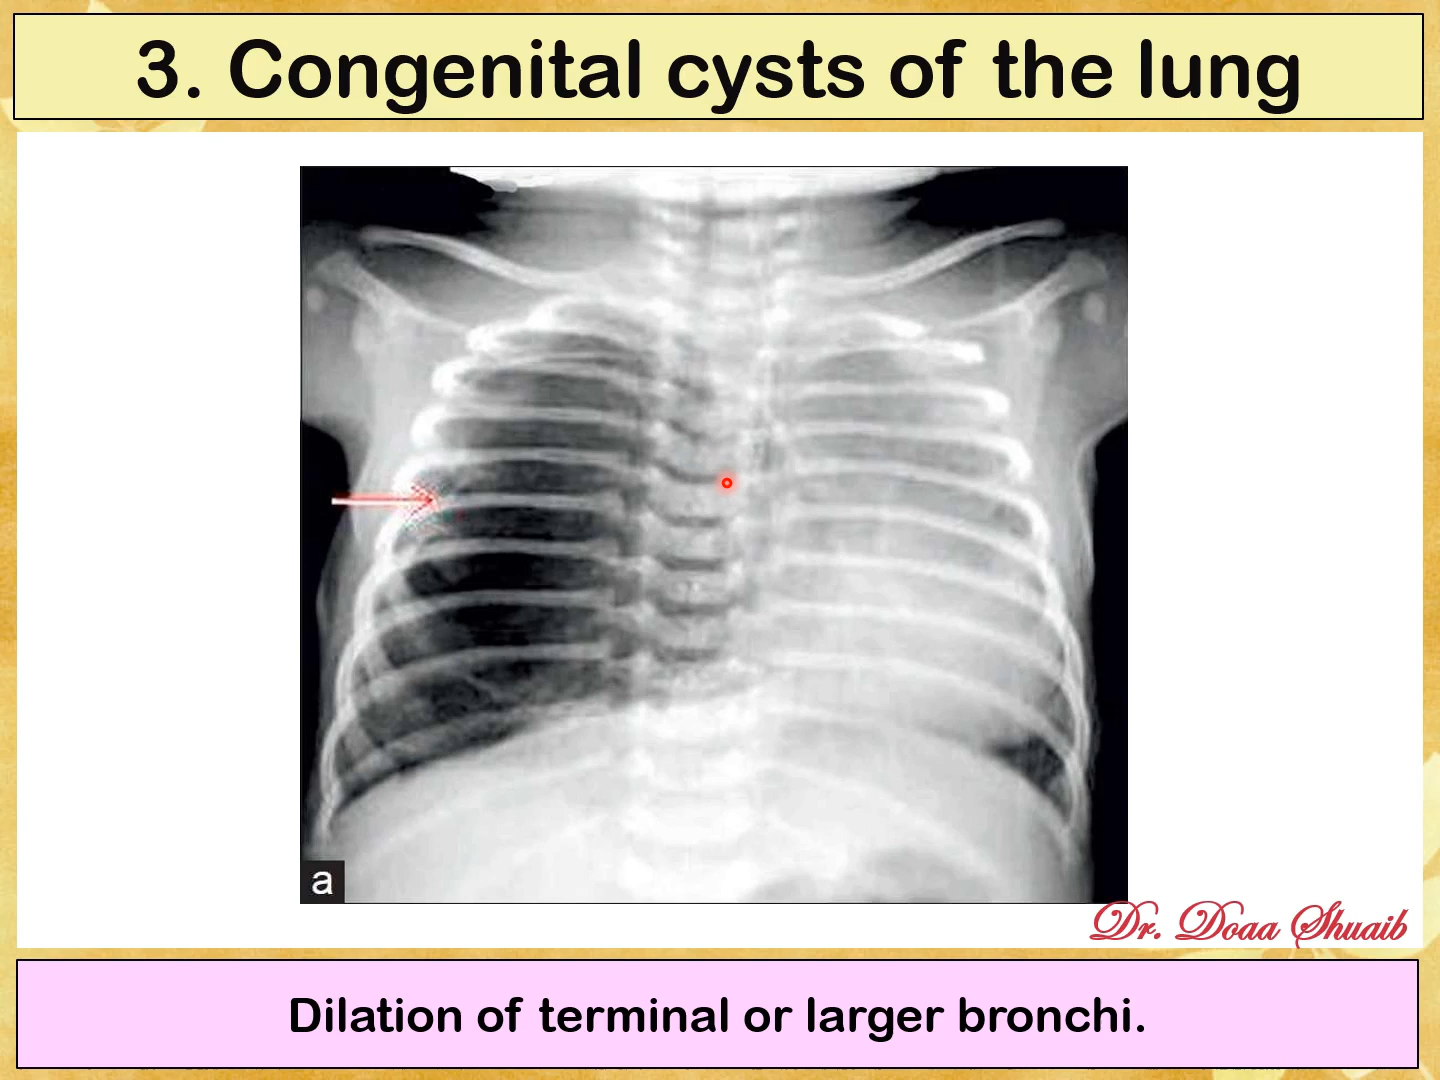 3. Congenital cysts of the lung
a
Dr. Doaa Shuaib
Dilation of terminal or larger bronchi.